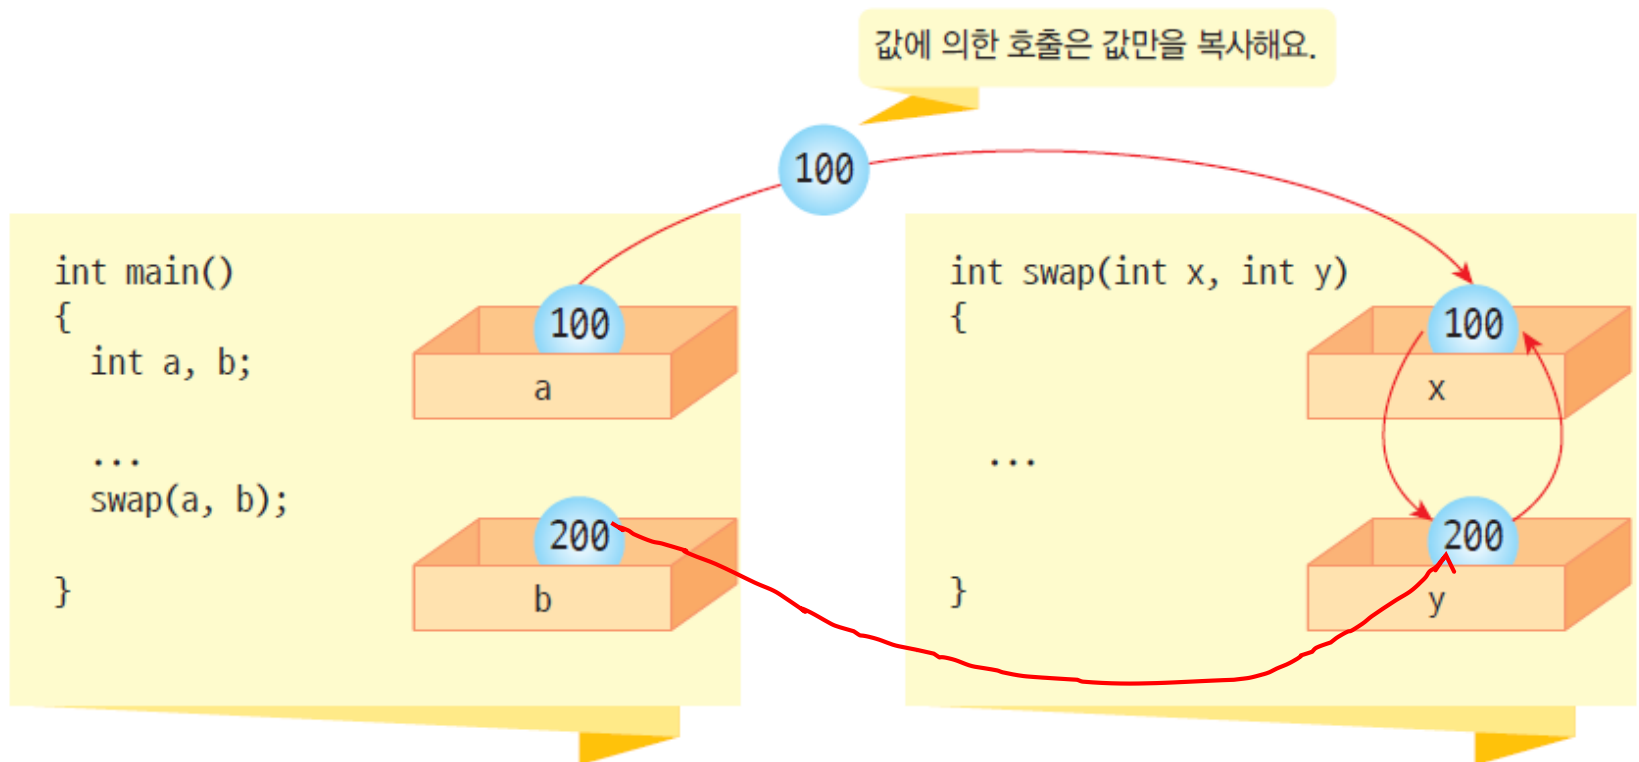 값에 의한 호출은 값만을 복사해요.
100
int main()
{
int a, b;
...
swap(a, b);
}
100
a
200
b
int swap(int x, int y)
{
...
}
100
x
200
y